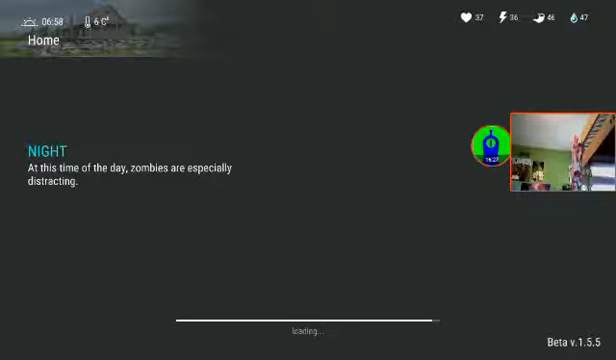 06:58 6 C° 37 36 46 47
Home
NIGHT
At this time of the day, zombies are especially
distracting.
16:27
loading...
Beta v.1.5.5